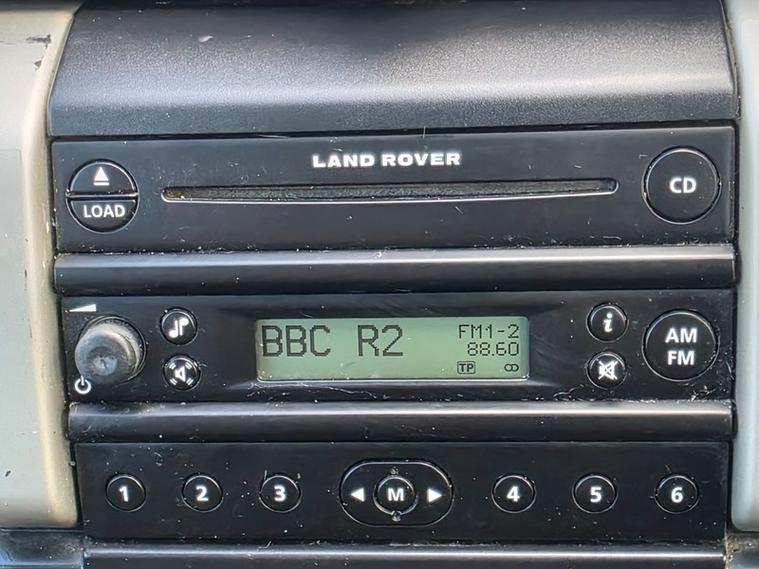 LAND ROVER
LOAD
CD
BBC R2
FM1-2
88.60
TP
i
AM
FM
1
2
3
M
4
5
6